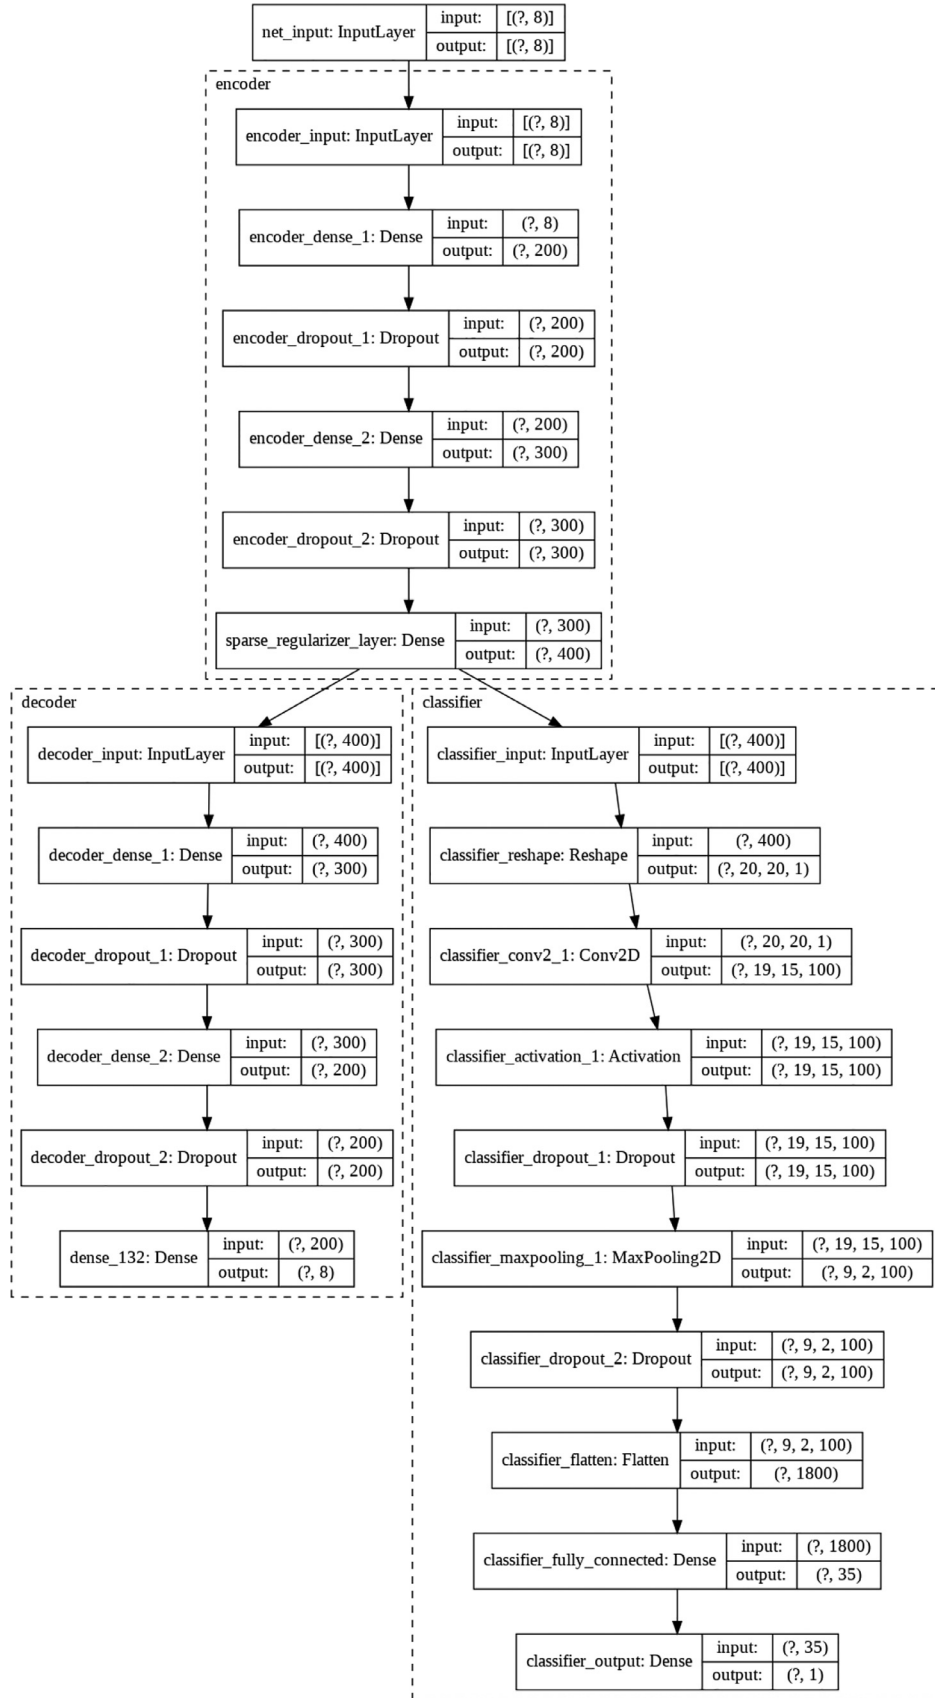 net_input: InputLayer
input: [(?, 8)]
output: [(?, 8)]
encoder
encoder_input: InputLayer
input: [(?, 8)]
output: [(?, 8)]
encoder_dense_1: Dense
input: (?, 8)
output: (?, 200)
encoder_dropout_1: Dropout
input: (?, 200)
output: (?, 200)
encoder_dense_2: Dense
input: (?, 200)
output: (?, 300)
encoder_dropout_2: Dropout
input: (?, 300)
output: (?, 300)
sparse_regularizer_layer: Dense
input: (?, 300)
output: (?, 400)
decoder
decoder_input: InputLayer
input: [(?, 400)]
output: [(?, 400)]
decoder_dense_1: Dense
input: (?, 400)
output: (?, 300)
decoder_dropout_1: Dropout
input: (?, 300)
output: (?, 300)
decoder_dense_2: Dense
input: (?, 300)
output: (?, 200)
decoder_dropout_2: Dropout
input: (?, 200)
output: (?, 200)
dense_132: Dense
input: (?, 200)
output: (?, 8)
classifier
classifier_input: InputLayer
input: [(?, 400)]
output: [(?, 400)]
classifier_reshape: Reshape
input: (?, 400)
output: (?, 20, 20, 1)
classifier_conv2_1: Conv2D
input: (?, 20, 20, 1)
output: (?, 19, 15, 100)
classifier_activation_1: Activation
input: (?, 19, 15, 100)
output: (?, 19, 15, 100)
classifier_dropout_1: Dropout
input: (?, 19, 15, 100)
output: (?, 19, 15, 100)
classifier_maxpooling_1: MaxPooling2D
input: (?, 19, 15, 100)
output: (?, 9, 2, 100)
classifier_dropout_2: Dropout
input: (?, 9, 2, 100)
output: (?, 9, 2, 100)
classifier_flatten: Flatten
input: (?, 9, 2, 100)
output: (?, 1800)
classifier_fully_connected: Dense
input: (?, 1800)
output: (?, 35)
classifier_output: Dense
input: (?, 35)
output: (?, 1)